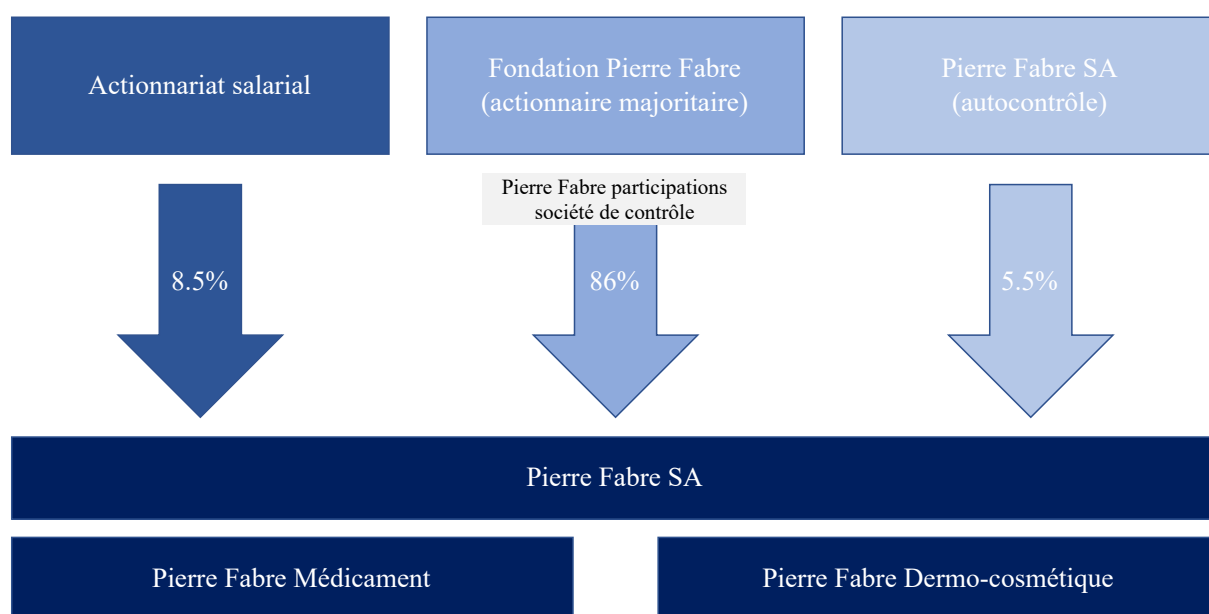 Actionnariat salarial
Fondation Pierre Fabre
(actionnaire majoritaire)
Pierre Fabre SA
(autocontrôle)
Pierre Fabre participations
société de contrôle
8.5%
86%
5.5%
Pierre Fabre SA
Pierre Fabre Médicament
Pierre Fabre Dermo-cosmétique